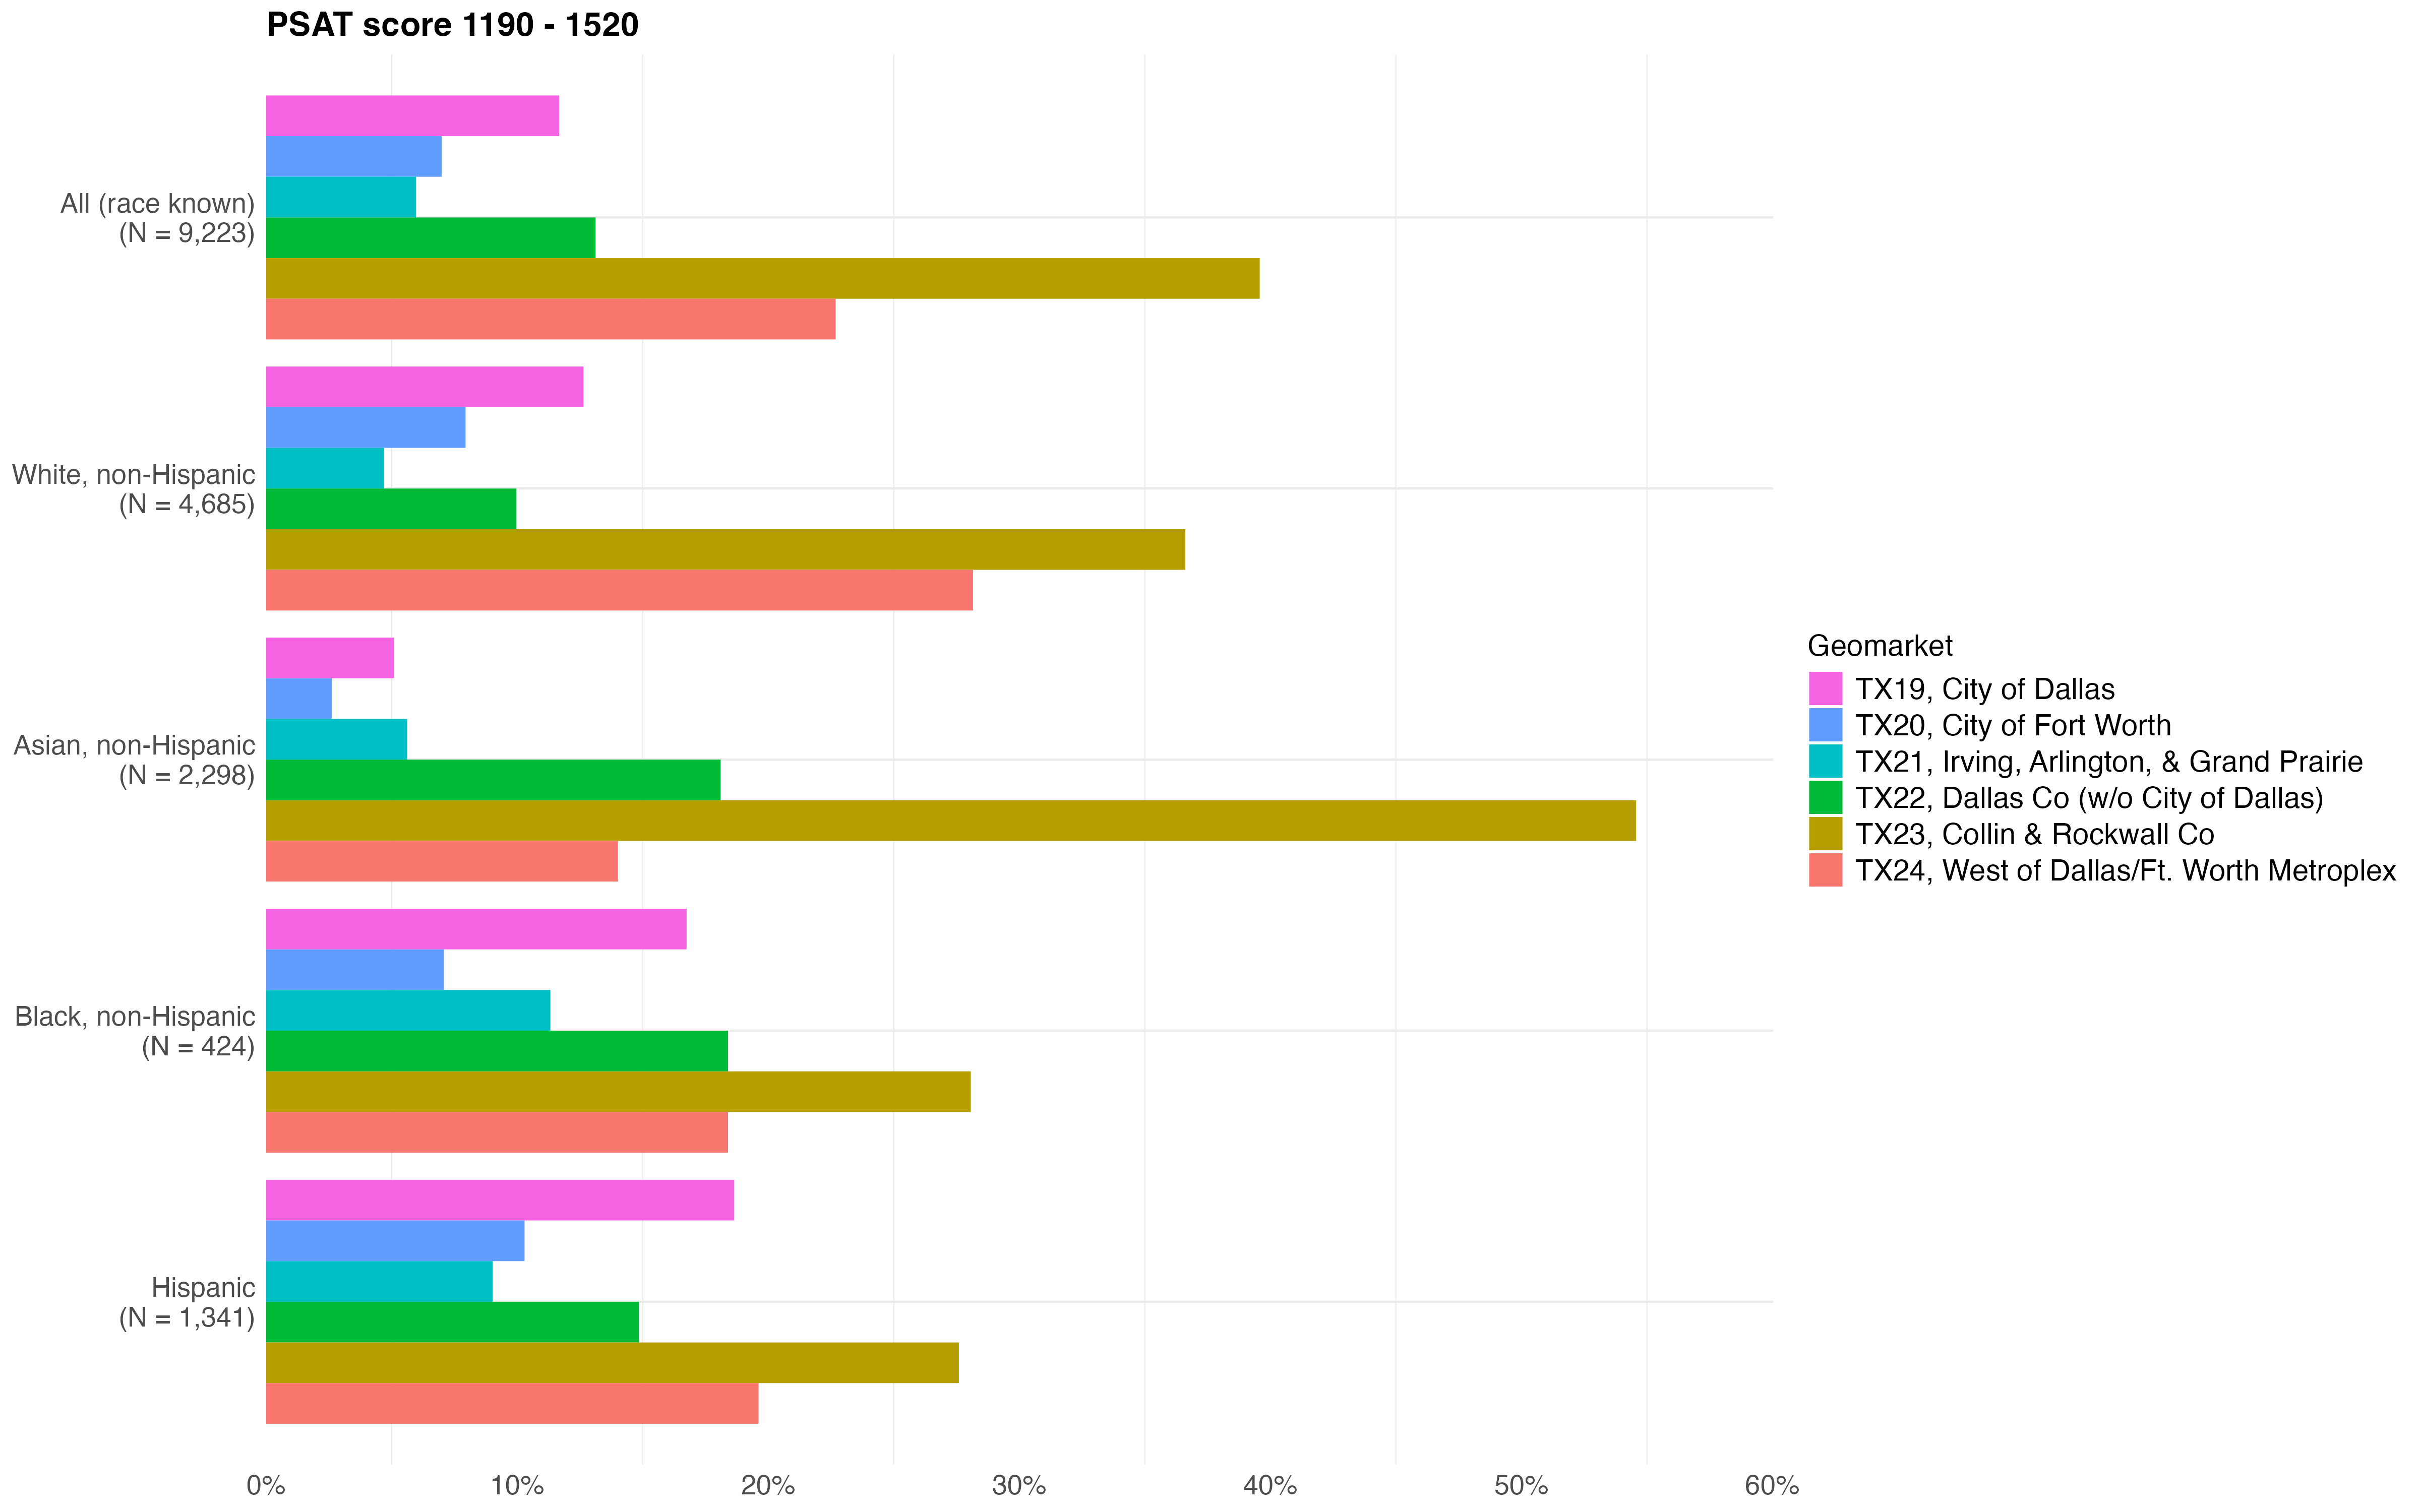 PSAT score 1190 - 1520
All (race known)
(N = 9,223)
White, non-Hispanic
(N = 4,685)
Asian, non-Hispanic
(N = 2,298)
Black, non-Hispanic
(N = 424)
Hispanic
(N = 1,341)
0% 10% 20% 30% 40% 50% 60%
Geomarket
TX19, City of Dallas
TX20, City of Fort Worth
TX21, Irving, Arlington, & Grand Prairie
TX22, Dallas Co (w/o City of Dallas)
TX23, Collin & Rockwall Co
TX24, West of Dallas/Ft. Worth Metroplex